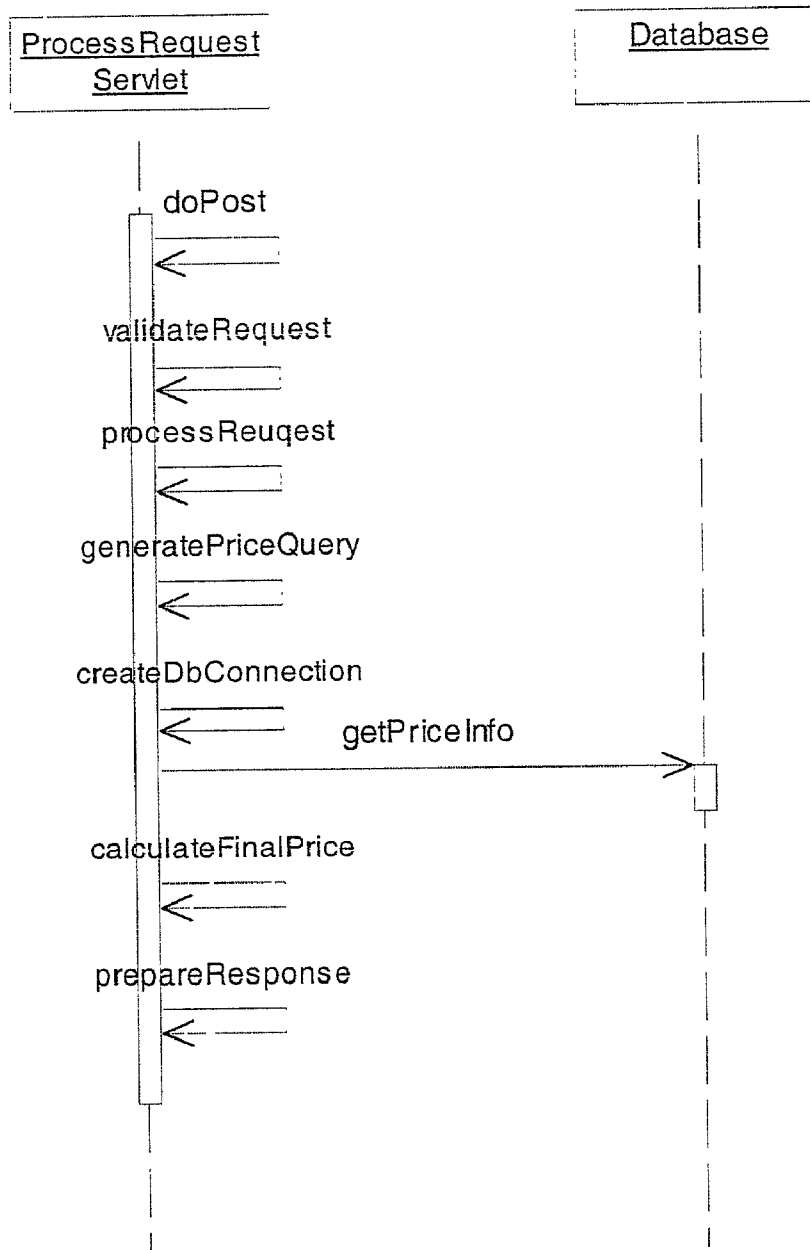 ProcessRequest
Servlet
Database
doPost
validateRequest
processReuqest
generatePriceQuery
createDbConnection
getPriceInfo
calculateFinalPrice
prepareResponse